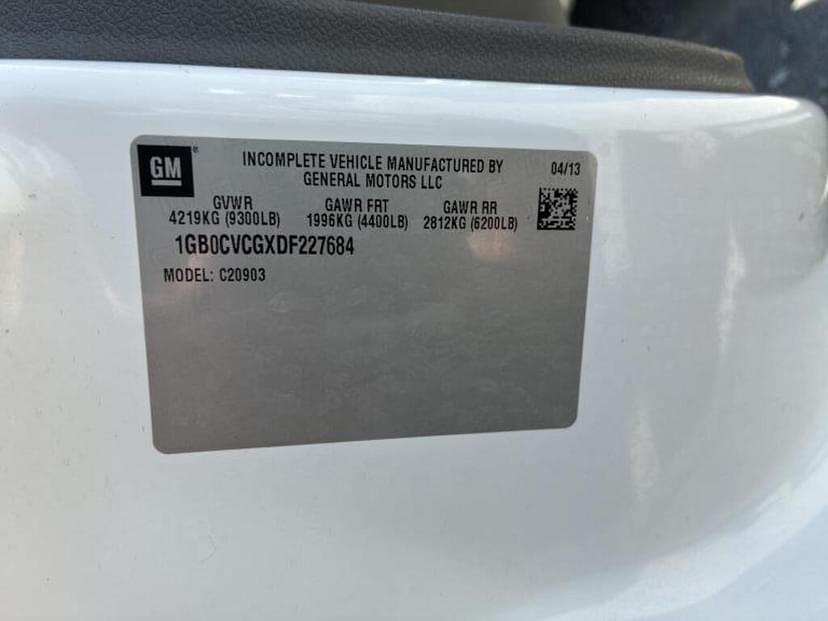 GM®
INCOMPLETE VEHICLE MANUFACTURED BY
GENERAL MOTORS LLC
04/13
GVWR GAWR FRT GAWR RR
4219KG (9300LB) 1996KG (4400LB) 2812KG (6200LB)
1GB0CVCGXDF227684
MODEL: C20903